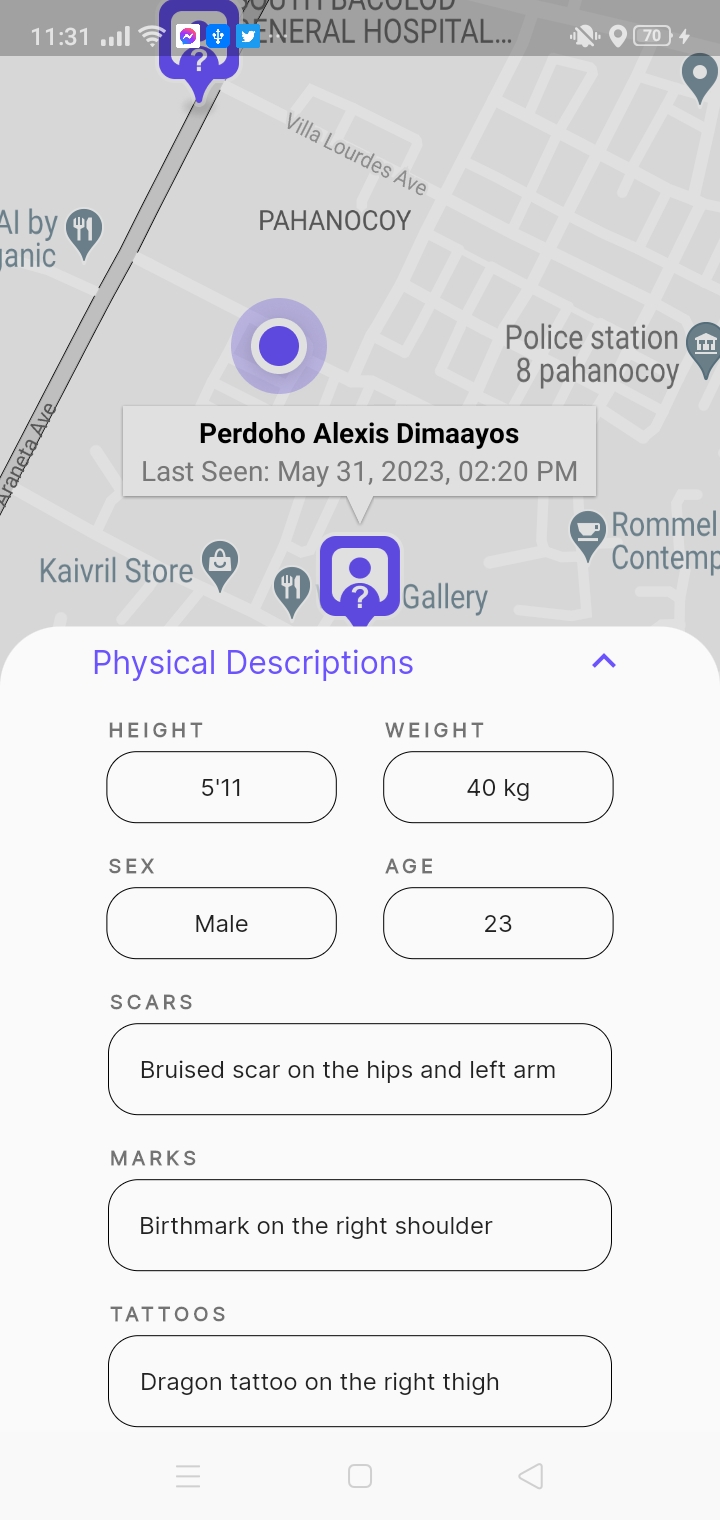 SOUTH BACOLOD
11:31
GENERAL HOSPITAL...
70
?
Villa Lourdes Ave
AI by
ganic
PAHANOCOY
Police station
8 pahanocoy
Araneta Ave
Perdoho Alexis Dimaayos
Last Seen: May 31, 2023, 02:20 PM
Rommel
Contemp
Kaivril Store
?
Gallery
Physical Descriptions
HEIGHT
WEIGHT
5'11
40 kg
SEX
AGE
Male
23
SCARS
Bruised scar on the hips and left arm
MARKS
Birthmark on the right shoulder
TATTOOS
Dragon tattoo on the right thigh